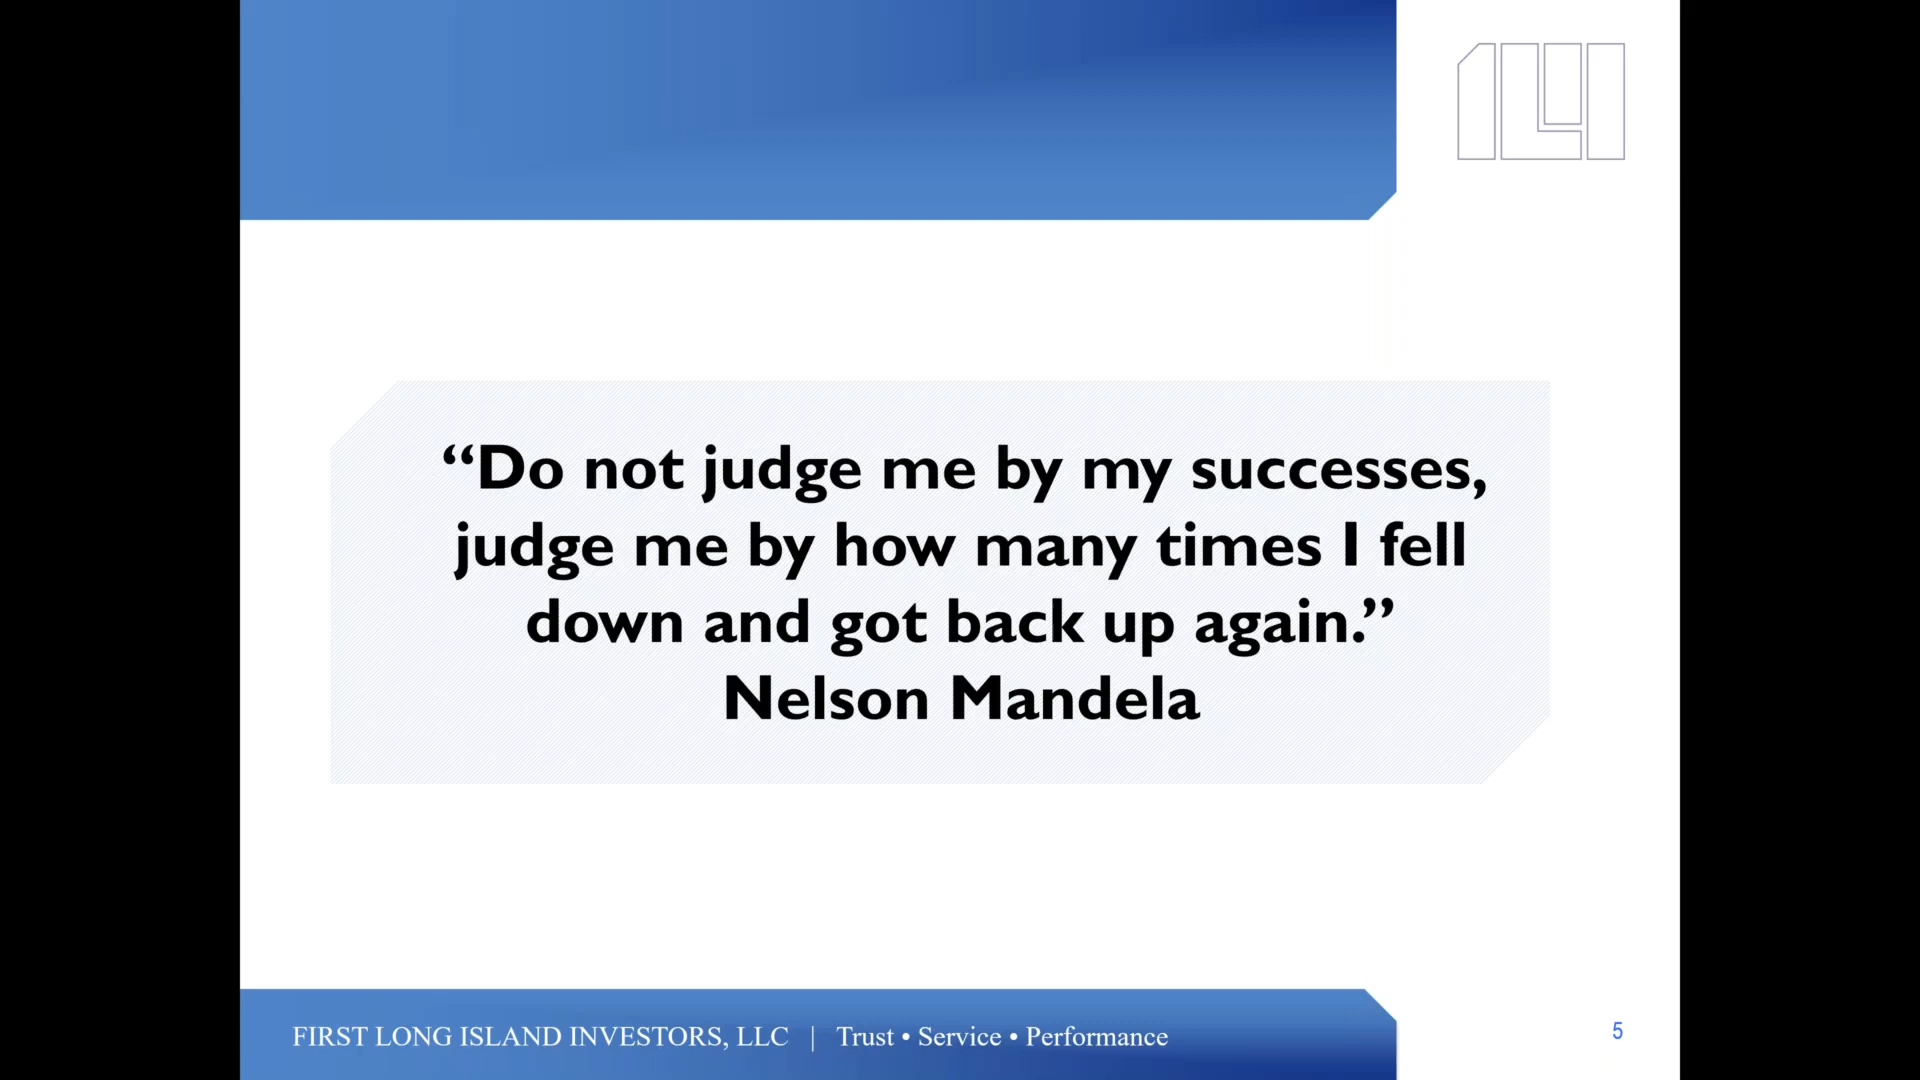 “Do not judge me by my successes,
judge me by how many times I fell
down and got back up again.”
Nelson Mandela
FIRST LONG ISLAND INVESTORS, LLC | Trust • Service • Performance
5